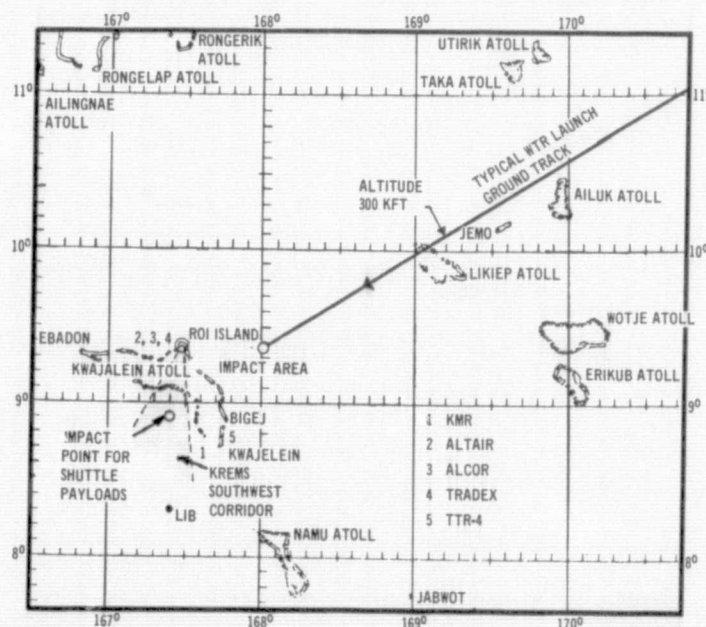 167° 168° 169° 170°
RONGERIK
ATOLL
UTIRIK ATOLL
RONGELAP ATOLL
TAKA ATOLL
11° 11°
AILINGNAE
ATOLL
TYPICAL WTR LAUNCH
GROUND TRACK
ALTITUDE
300 KFT
AILUK ATOLL
JEMO
10° 10°
LIKIEP ATOLL
WOTJE ATOLL
EBADON
2, 3, 4
ROI ISLAND
IMPACT AREA
KWAJALEIN ATOLL
ERIKUB ATOLL
9° 9°
BIGEJ
5
KWAJELEIN
1
IMPACT
POINT FOR
SHUTTLE
PAYLOADS
KREMS
SOUTHWEST
CORRIDOR
LIB
1 KMR
2 ALTAIR
3 ALCOR
4 TRADEX
5 TTR-4
NAMU ATOLL
8° 8°
JABWOT
167° 168° 169° 170°